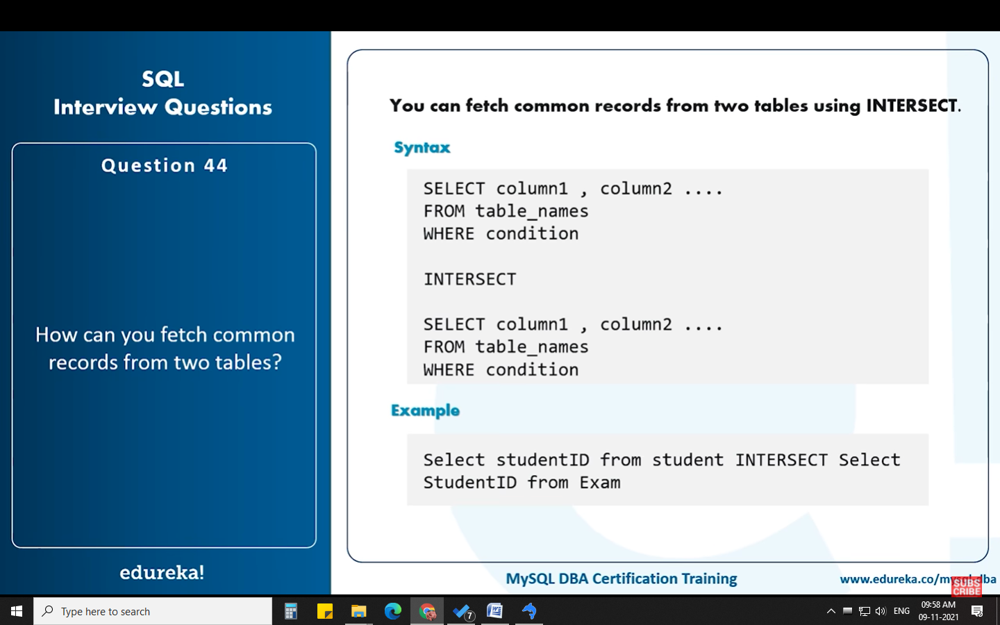 SQL
Interview Questions
Question 44
How can you fetch common
records from two tables?
edureka!
You can fetch common records from two tables using INTERSECT.
Syntax
SELECT column1 , column2 ....
FROM table_names
WHERE condition
INTERSECT
SELECT column1 , column2 ....
FROM table_names
WHERE condition
Example
Select studentID from student INTERSECT Select
StudentID from Exam
MySQL DBA Certification Training
www.edureka.co/mysql-dba
SUBS
CRIBE
Type here to search
7
ENG
09:58 AM
09-11-2021